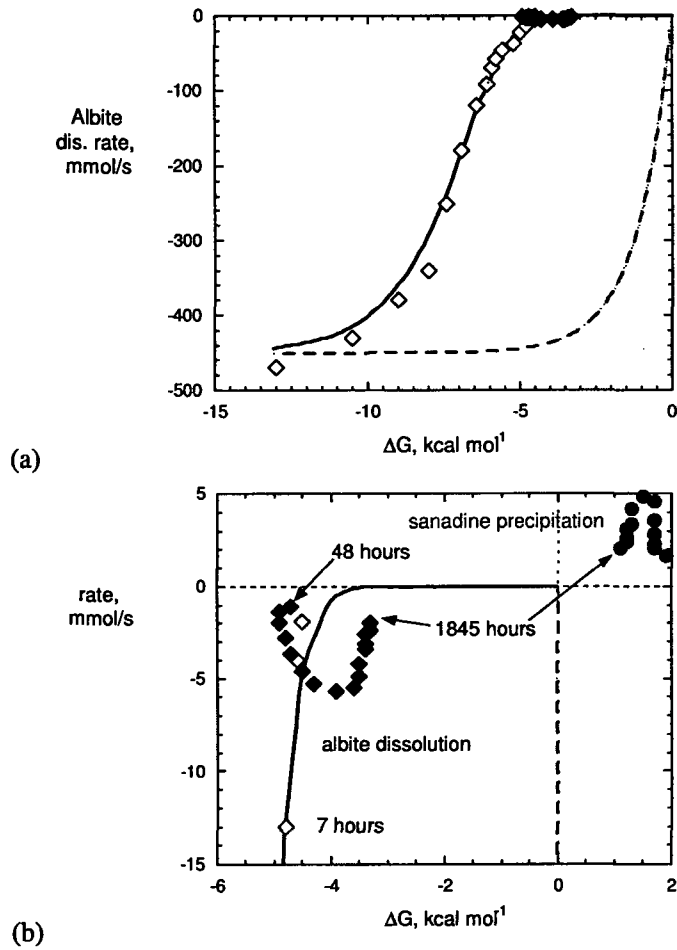 0
-100
-200
-300
-400
-500
Albite
dis. rate,
mmol/s
-15
-10
-5
0
ΔG, kcal mol1
(a)
5
0
-5
-10
-15
rate,
mmol/s
sanadine precipitation
48 hours
1845 hours
albite dissolution
7 hours
-6
-4
-2
0
2
ΔG, kcal mol1
(b)